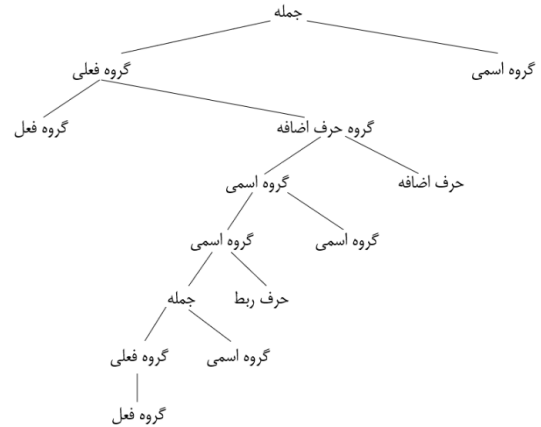 جمله
گروه اسمی گروه فعلی
گروه حرف اضافه گروه فعل
حرف اضافه گروه اسمی
گروه اسمی گروه اسمی
حرف ربط جمله
گروه اسمی گروه فعلی
گروه فعل